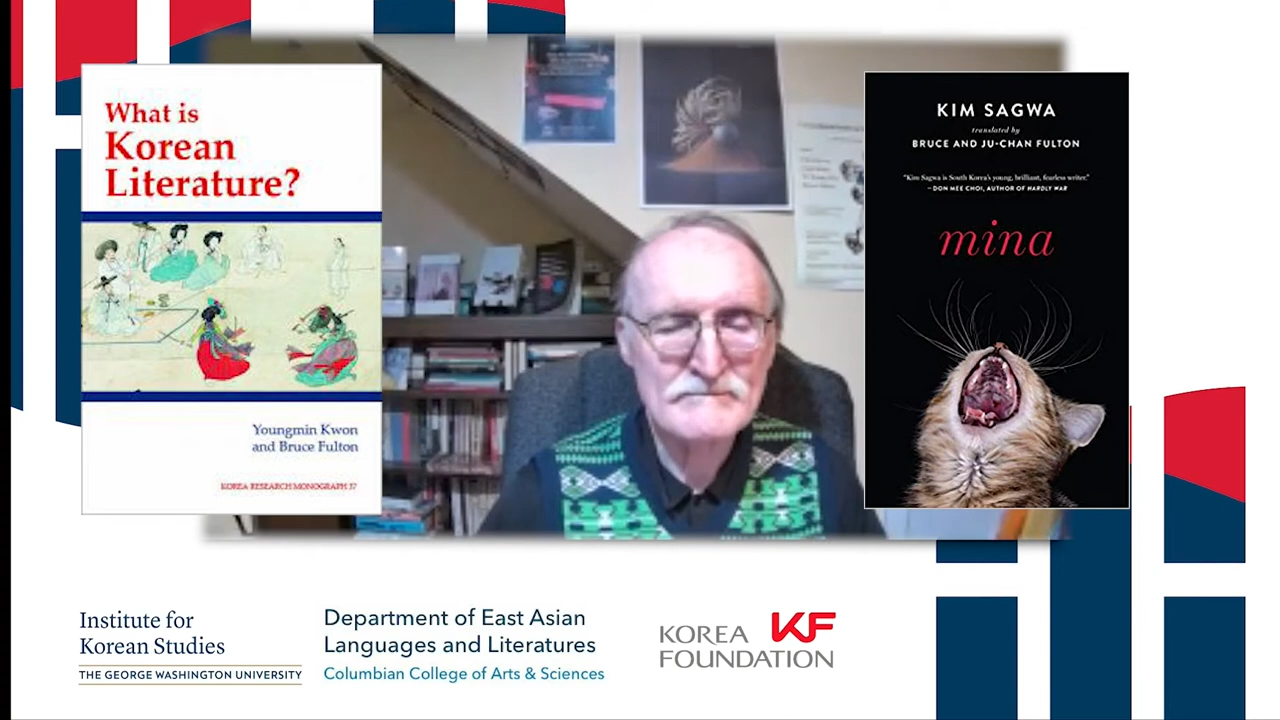 What is
Korean
Literature?
Youngmin Kwon
and Bruce Fulton
KOREA RESEARCH MONOGRAPH 37
KIM SAGWA
translated by
BRUCE AND JU-CHAN FULTON
"Kim Sagwa is South Korea's young, brilliant, fearless writer."
– DON MEE CHOI, AUTHOR OF HARDLY WAR
mina
Institute for
Korean Studies
THE GEORGE WASHINGTON UNIVERSITY
Department of East Asian
Languages and Literatures
Columbian College of Arts & Sciences
KOREA KF
FOUNDATION